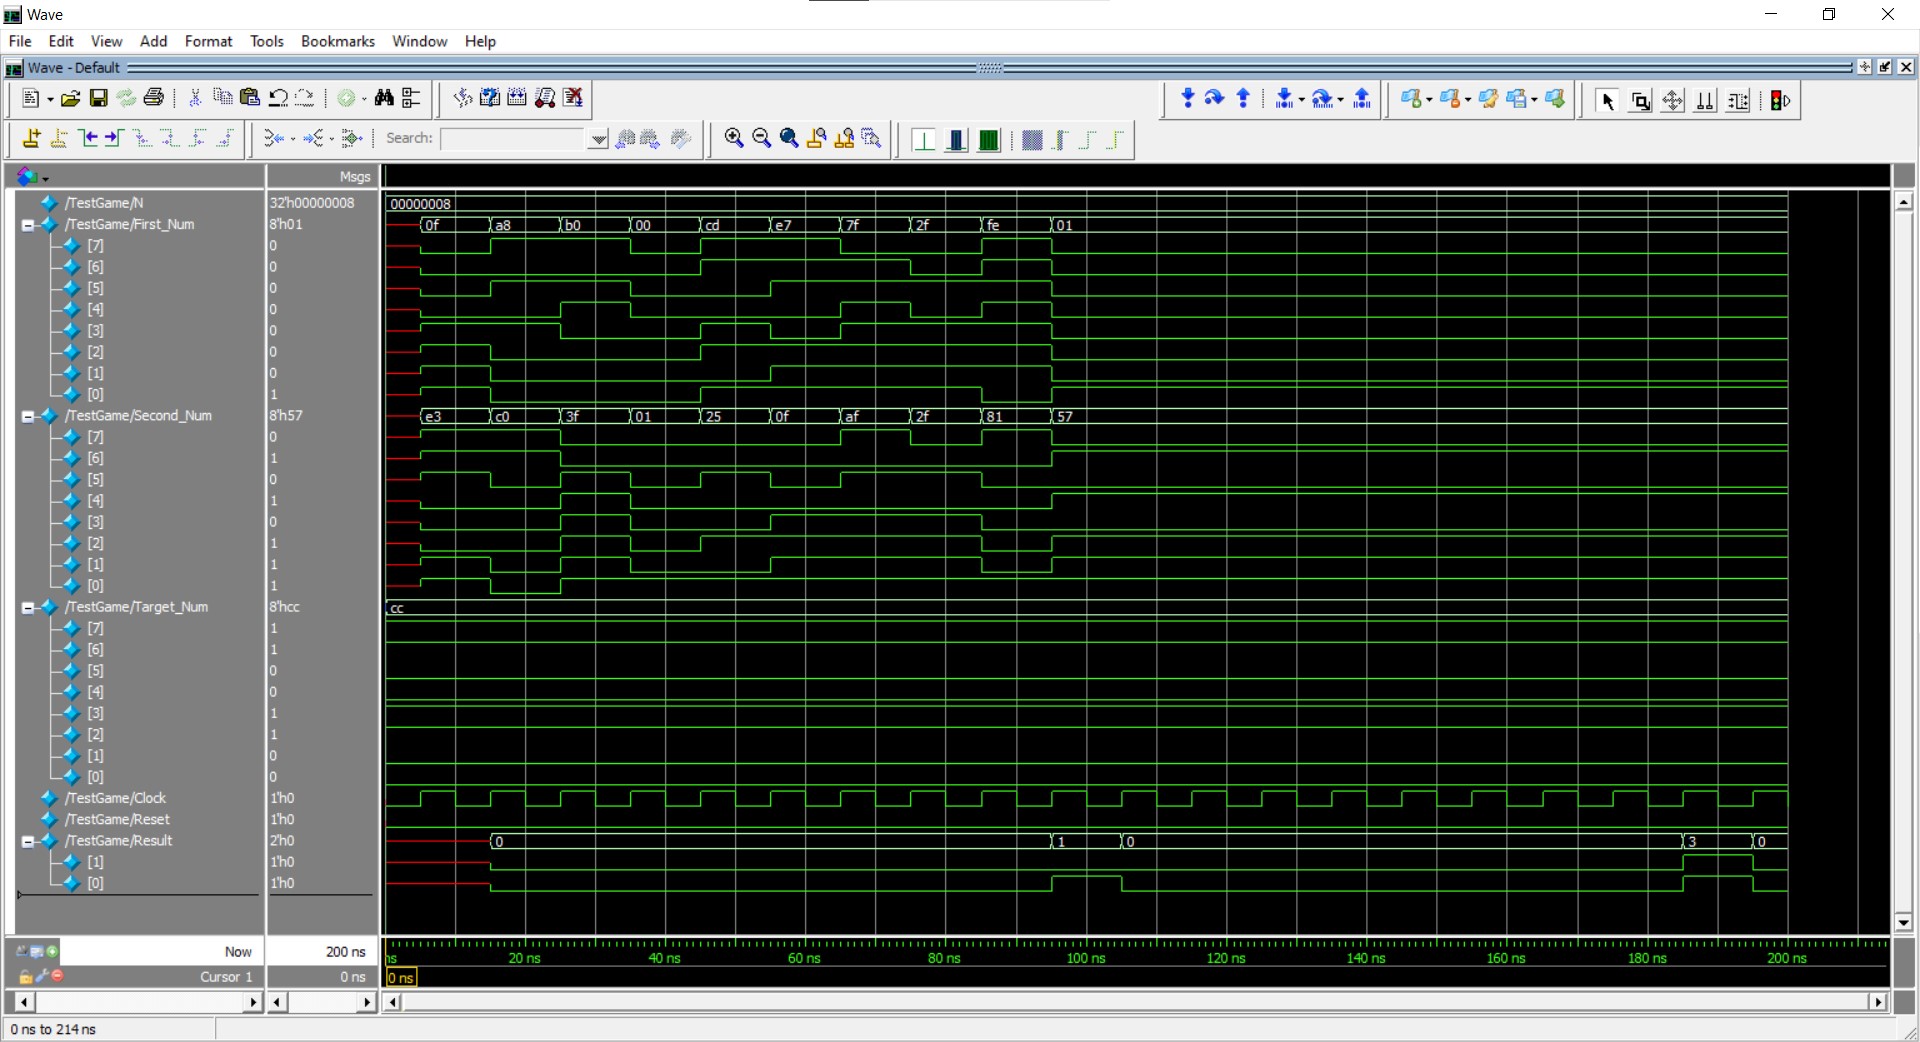 Wave
File Edit View Add Format Tools Bookmarks Window Help
Wave - Default
Search:
Msgs
/TestGame/N 32'h00000008 00000008
/TestGame/First_Num 8'h01 0f a8 b0 00 cd e7 7f 2f fe 01
[7] 0
[6] 0
[5] 0
[4] 0
[3] 0
[2] 0
[1] 0
[0] 1
/TestGame/Second_Num 8'h57 e3 c0 3f 01 25 0f af 2f 81 57
[7] 0
[6] 1
[5] 0
[4] 1
[3] 0
[2] 1
[1] 1
[0] 1
/TestGame/Target_Num 8'hcc cc
[7] 1
[6] 1
[5] 0
[4] 0
[3] 1
[2] 1
[1] 0
[0] 0
/TestGame/Clock 1'h0
/TestGame/Reset 1'h0
/TestGame/Result 2'h0 0 1 0 3 0
[1] 1'h0
[0] 1'h0
Now 200 ns ns 20 ns 40 ns 60 ns 80 ns 100 ns 120 ns 140 ns 160 ns 180 ns 200 ns
Cursor 1 0 ns 0 ns
0 ns to 214 ns